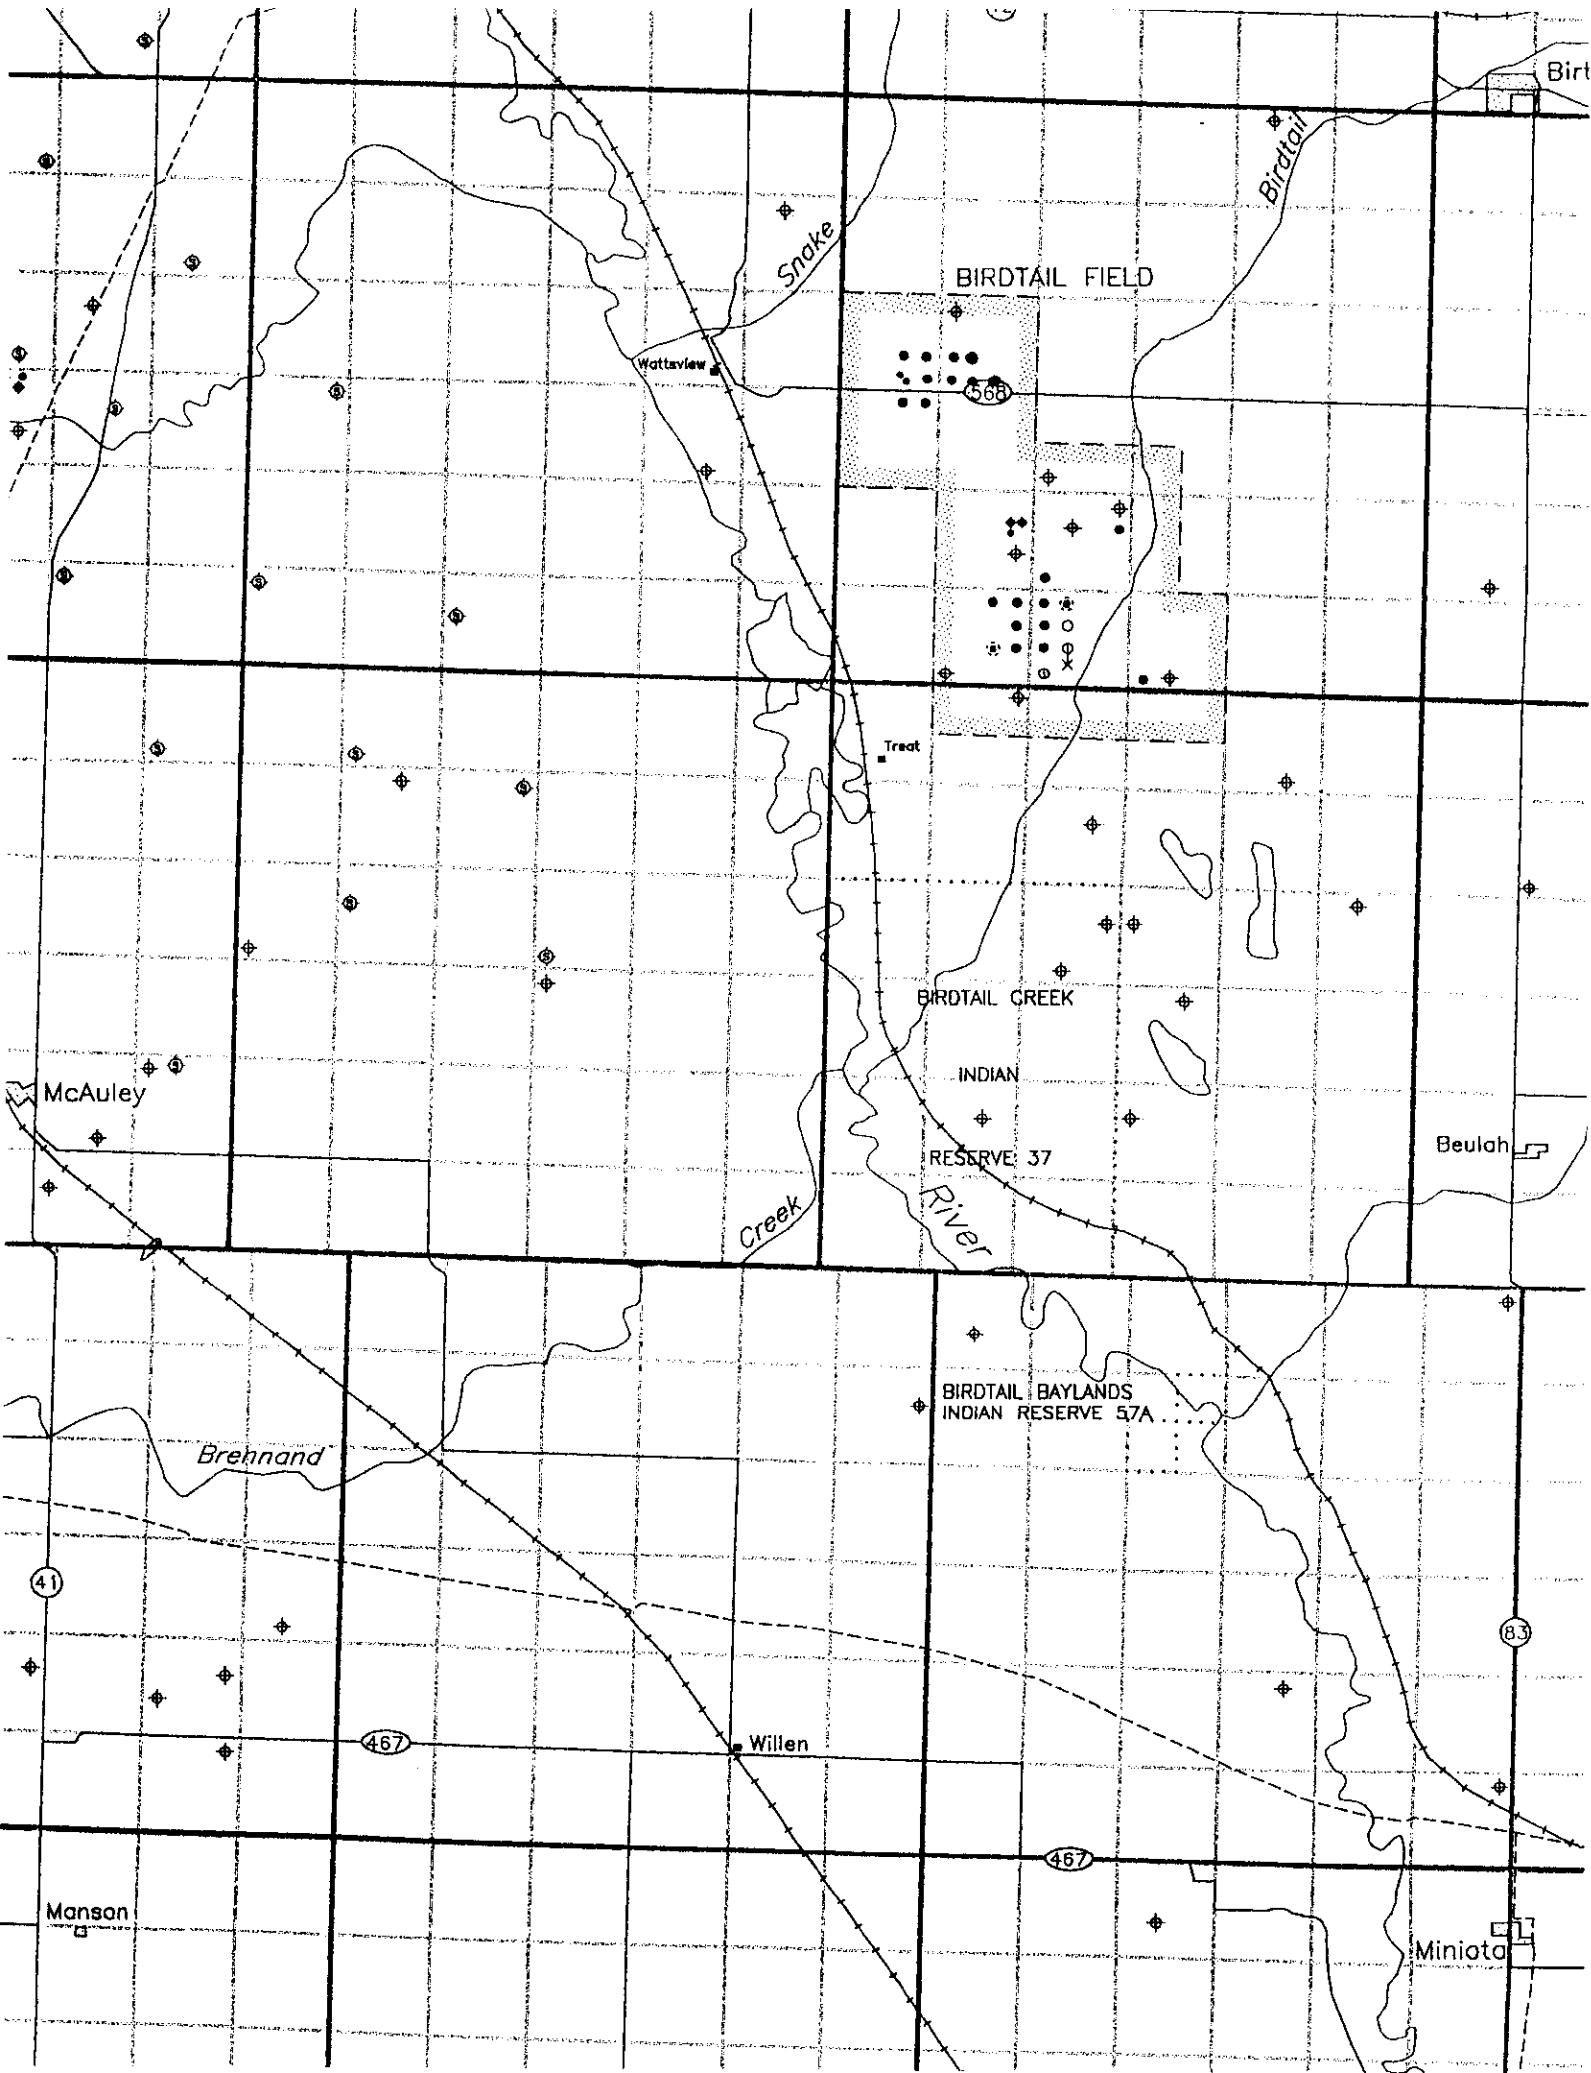 Birt
Birdtail
Snake
BIRDTAIL FIELD
Wattsview
568
Treat
BIRDTAIL CREEK
INDIAN
McAuley
Beulah
RESERVE 37
River
Creek
BIRDTAIL BAYLANDS
INDIAN RESERVE 57A
Brennand
41
83
467
Willen
467
Manson
Miniota